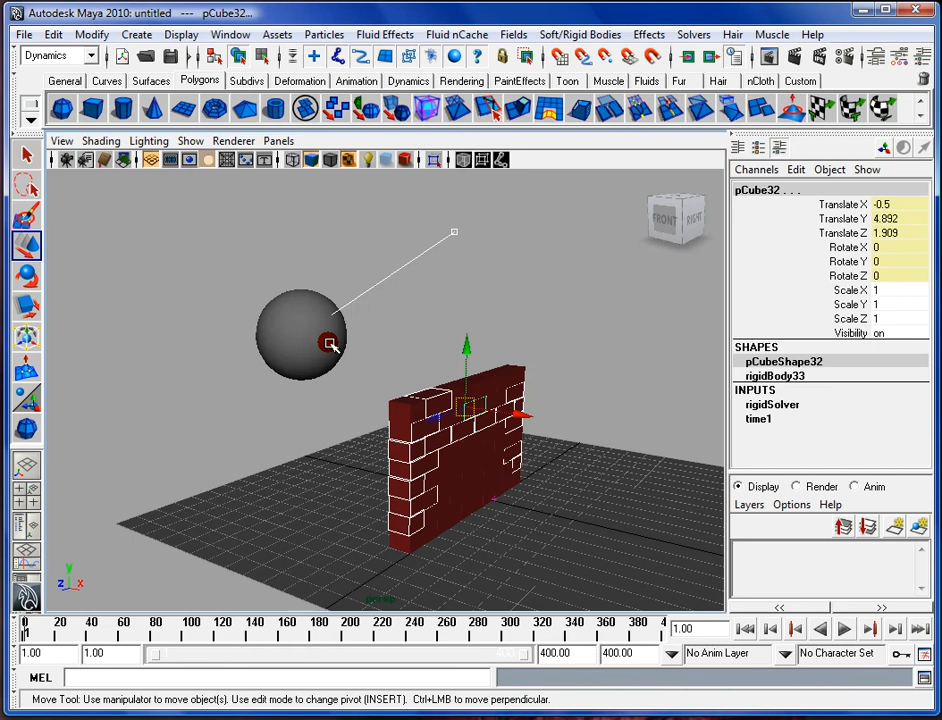 Autodesk Maya 2010: untitled --- pCube32...
File Edit Modify Create Display Window Assets Particles Fluid Effects Fluid nCache Fields Soft/Rigid Bodies Effects Solvers Hair Muscle Help
Dynamics
General Curves Surfaces Polygons Subdivs Deformation Animation Dynamics Rendering PaintEffects Toon Muscle Fluids Fur Hair nCloth Custom
View Shading Lighting Show Renderer Panels
Channels Edit Object Show
pCube32 . . .
Translate X -0.5
Translate Y 4.892
Translate Z 1.909
Rotate X 0
Rotate Y 0
Rotate Z 0
Scale X 1
Scale Y 1
Scale Z 1
Visibility on
SHAPES
pCubeShape32
rigidBody33
INPUTS
rigidSolver
time1
FRONT RIGHT
Display Render Anim
Layers Options Help
y
z x
persp
<< >>
0 20 40 60 80 100 120 140 160 180 200 220 240 260 280 300 320 340 360 380 4
1
1.00
1.00 1.00 400.00 400.00 No Anim Layer No Character Set
MEL
Move Tool: Use manipulator to move object(s). Use edit mode to change pivot (INSERT). Ctrl+LMB to move perpendicular.